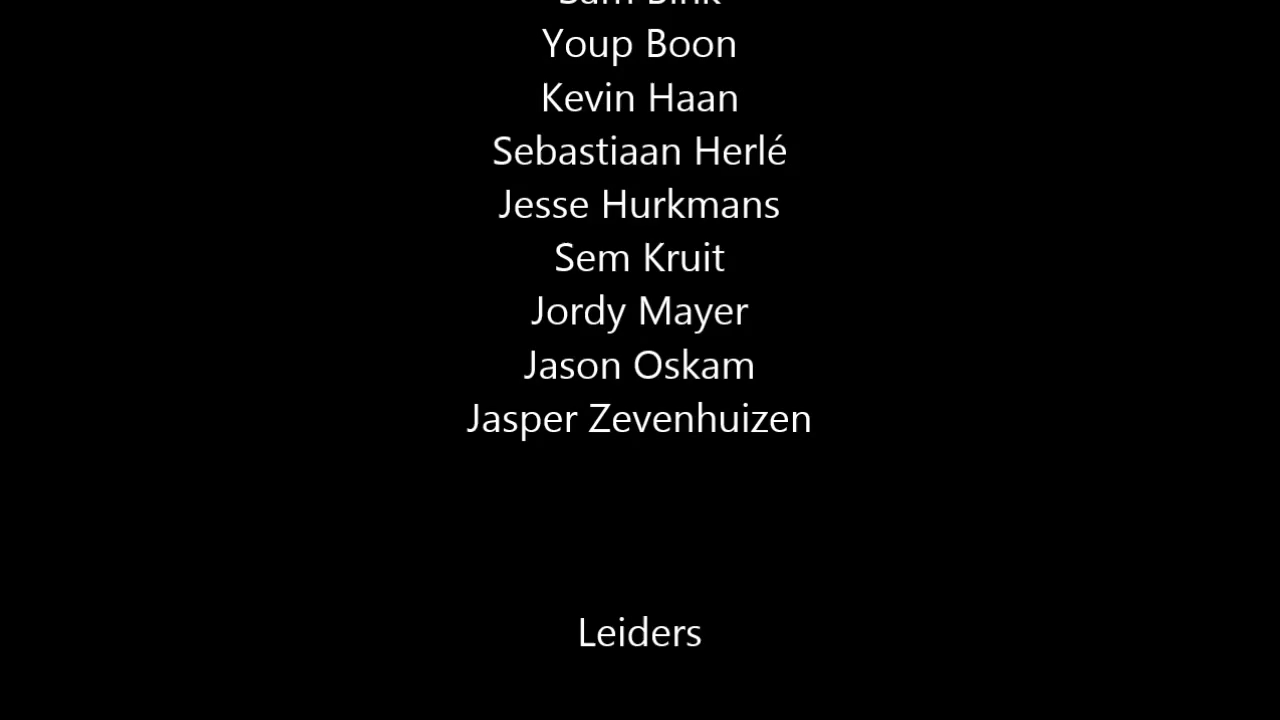 Youp Boon
Kevin Haan
Sebastiaan Herlé
Jesse Hurkmans
Sem Kruit
Jordy Mayer
Jason Oskam
Jasper Zevenhuizen
Leiders